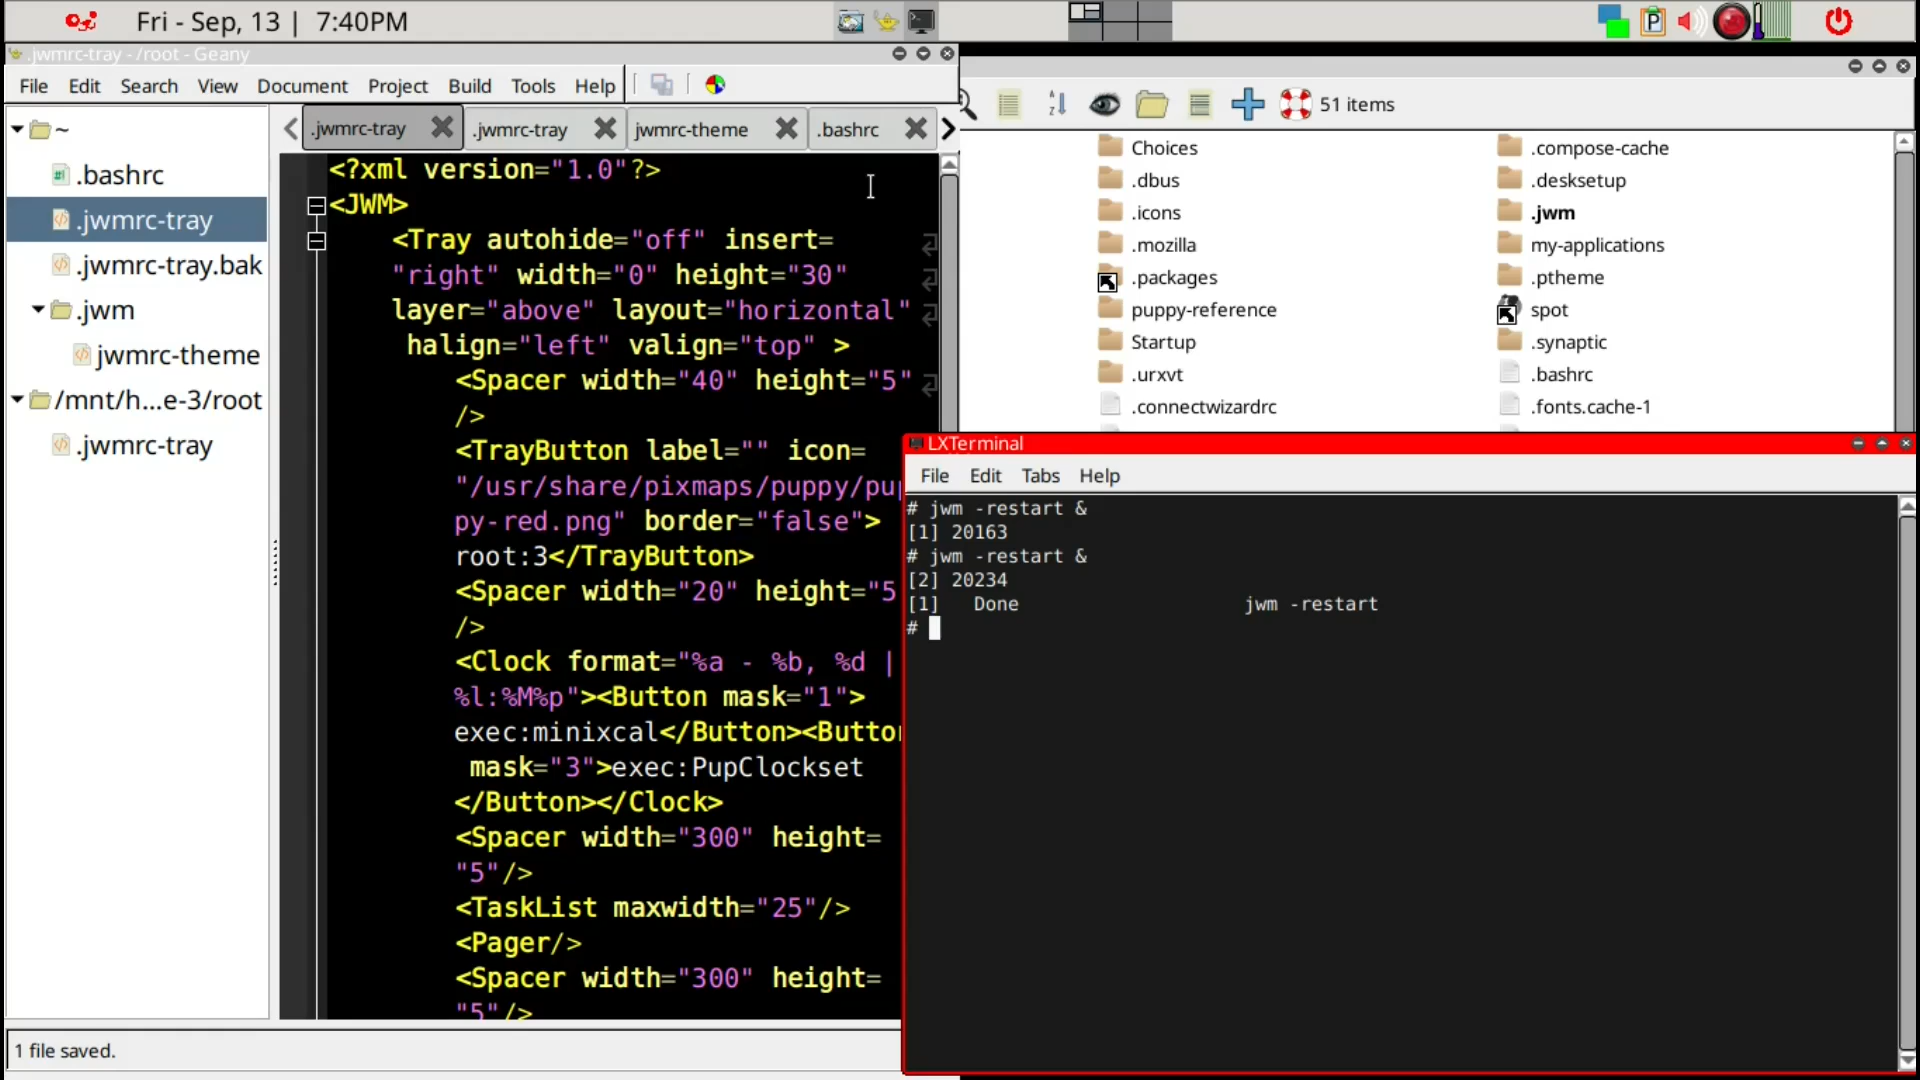 Fri - Sep, 13 |  7:40PM
.jwmrc-tray - /root - Geany
File Edit Search View Document Project Build Tools Help
51 items
~
.bashrc
.jwmrc-tray
.jwmrc-tray.bak
.jwm
jwmrc-theme
/mnt/h...e-3/root
.jwmrc-tray
.jwmrc-tray .jwmrc-tray jwmrc-theme .bashrc
<?xml version="1.0"?>
<JWM>
<Tray autohide="off" insert=
"right" width="0" height="30"
layer="above" layout="horizontal"
halign="left" valign="top" >
<Spacer width="40" height="5"
/>
<TrayButton label="" icon=
"/usr/share/pixmaps/puppy/pu
py-red.png" border="false">
root:3</TrayButton>
<Spacer width="20" height="5
/>
<Clock format="%a - %b, %d |
%l:%M%p"><Button mask="1">
exec:minixcal</Button><Butto
mask="3">exec:PupClockset
</Button></Clock>
<Spacer width="300" height=
"5"/>
<TaskList maxwidth="25"/>
<Pager/>
<Spacer width="300" height=
"5"/>
1 file saved.
Choices
.dbus
.icons
.mozilla
.packages
puppy-reference
Startup
.urxvt
.connectwizardrc
.compose-cache
.desksetup
.jwm
my-applications
.ptheme
spot
.synaptic
.bashrc
.fonts.cache-1
LXTerminal
File Edit Tabs Help
# jwm -restart &
[1] 20163
# jwm -restart &
[2] 20234
[1]   Done                    jwm -restart
#